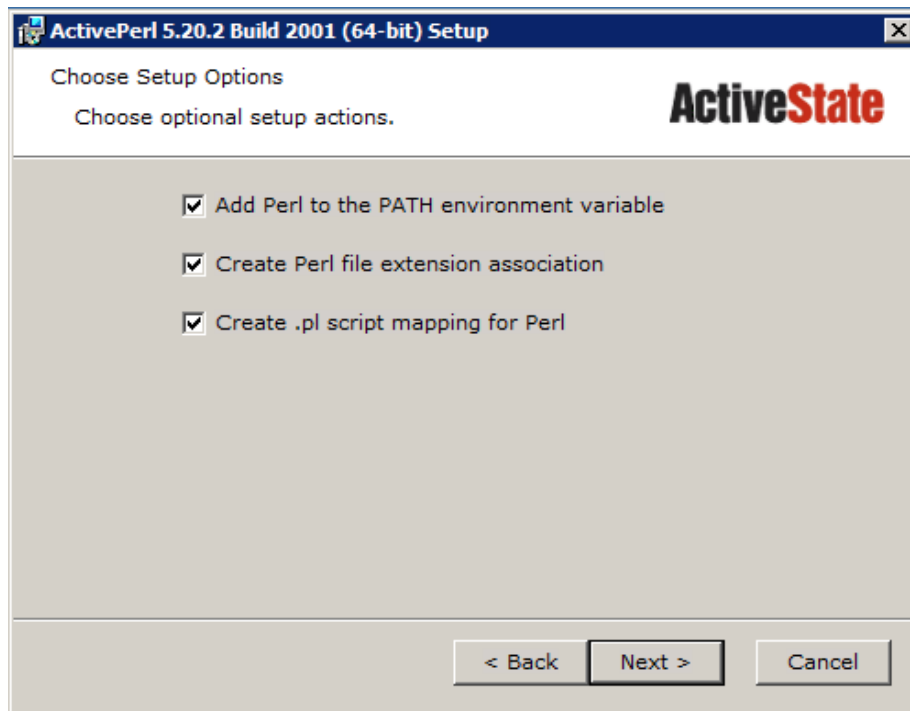 ActivePerl 5.20.2 Build 2001 (64-bit) Setup
Choose Setup Options
Choose optional setup actions.
ActiveState
Add Perl to the PATH environment variable
Create Perl file extension association
Create .pl script mapping for Perl
< Back Next > Cancel